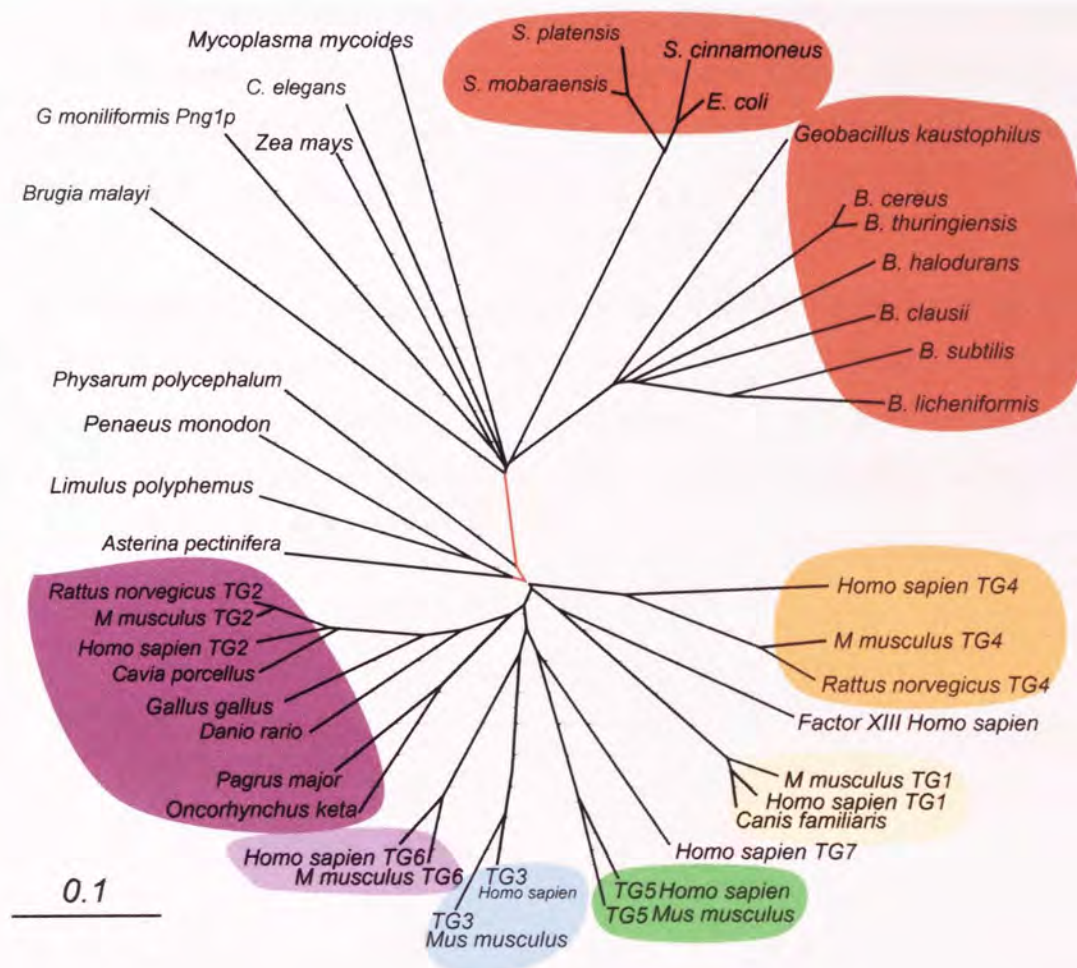 Mycoplasma mycoides
C. elegans
G moniliformis Png1p
Zea mays
Brugia malayi
S. platensis
S. cinnamoneus
S. mobaraensis
E. coli
Geobacillus kaustophilus
B. cereus
B. thuringiensis
B. halodurans
B. clausii
B. subtilis
B. licheniformis
Physarum polycephalum
Penaeus monodon
Limulus polyphemus
Asterina pectinifera
Rattus norvegicus TG2
M musculus TG2
Homo sapien TG2
Cavia porcellus
Gallus gallus
Danio rario
Pagrus major
Oncorhynchus keta
Homo sapien TG6
M musculus TG6
TG3
Homo sapien
TG3
Mus musculus
TG5 Homo sapien
TG5 Mus musculus
Homo sapien TG7
M musculus TG1
Homo sapien TG1
Canis familiaris
Factor XIII Homo sapien
Homo sapien TG4
M musculus TG4
Rattus norvegicus TG4
0.1